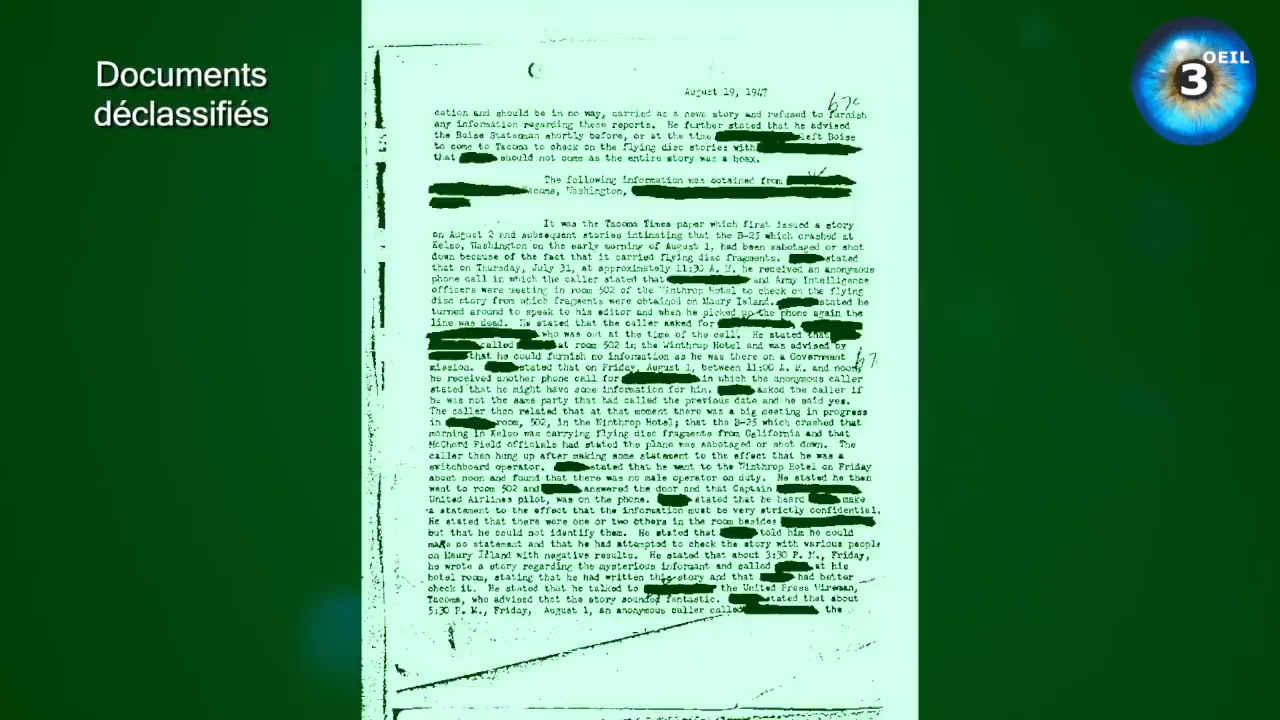 Documents
déclassifiés
3
OEIL
August 19, 1947
b7c
cation and should be in no way, carried as a news story and refused to furnish
any information regarding these reports. He further stated that he advised
the Boise Statesman shortly before, or at the time left Boise
to come to Tacoma to check on the flying disc stories with
that should not come as the entire story was a hoax.
The following information was obtained from
Tacoma, Washington,
It was the Tacoma Times paper which first issued a story
on August 2 and subsequent stories intimating that the B-25 which crashed at
Kelso, Washington on the early morning of August 1, had been sabotaged or shot
down because of the fact that it carried flying disc fragments. stated
that on Thursday, July 31, at approximately 11:30 A. M. he received an anonymous
phone call in which the caller stated that and Army Intelligence
officers were meeting in room 502 of the Winthrop Hotel to check on the flying
disc story from which fragments were obtained on Maury Island. stated he
turned around to speak to his editor and when he picked up the phone again the
line was dead. He stated that the caller asked for
who was out at the time of the call. He stated that
called at room 502 in the Winthrop Hotel and was advised by
that he could furnish no information as he was there on a Government
mission. stated that on Friday, August 1, between 11:00 A. M. and noon,
he received another phone call for in which the anonymous caller
stated that he might have some information for him. asked the caller if
he was not the same party that had called the previous date and he said yes.
The caller then related that at that moment there was a big meeting in progress
in room, 502, in the Winthrop Hotel; that the B-25 which crashed that
morning in Kelso was carrying flying disc fragments from California and that
McChord Field officials had stated the plane was sabotaged or shot down. The
caller then hung up after making some statement to the effect that he was a
switchboard operator. stated that he went to the Winthrop Hotel on Friday
about noon and found that there was no male operator on duty. He stated he then
went to room 502 and answered the door and that Captain
United Airlines pilot, was on the phone. stated that he heard make
a statement to the effect that the information must be very strictly confidential.
He stated that there were one or two others in the room besides
but that he could not identify them. He stated that told him he could
make no statement and that he had attempted to check the story with various people
on Maury Island with negative results. He stated that about 3:30 P. M., Friday,
he wrote a story regarding the mysterious informant and called at his
hotel room, stating that he had written this story and that had better
check it. He stated that he talked to the United Press Wireman,
Tacoma, who advised that the story sounded fantastic. stated that about
5:30 P. M., Friday, August 1, an anonymous caller called the